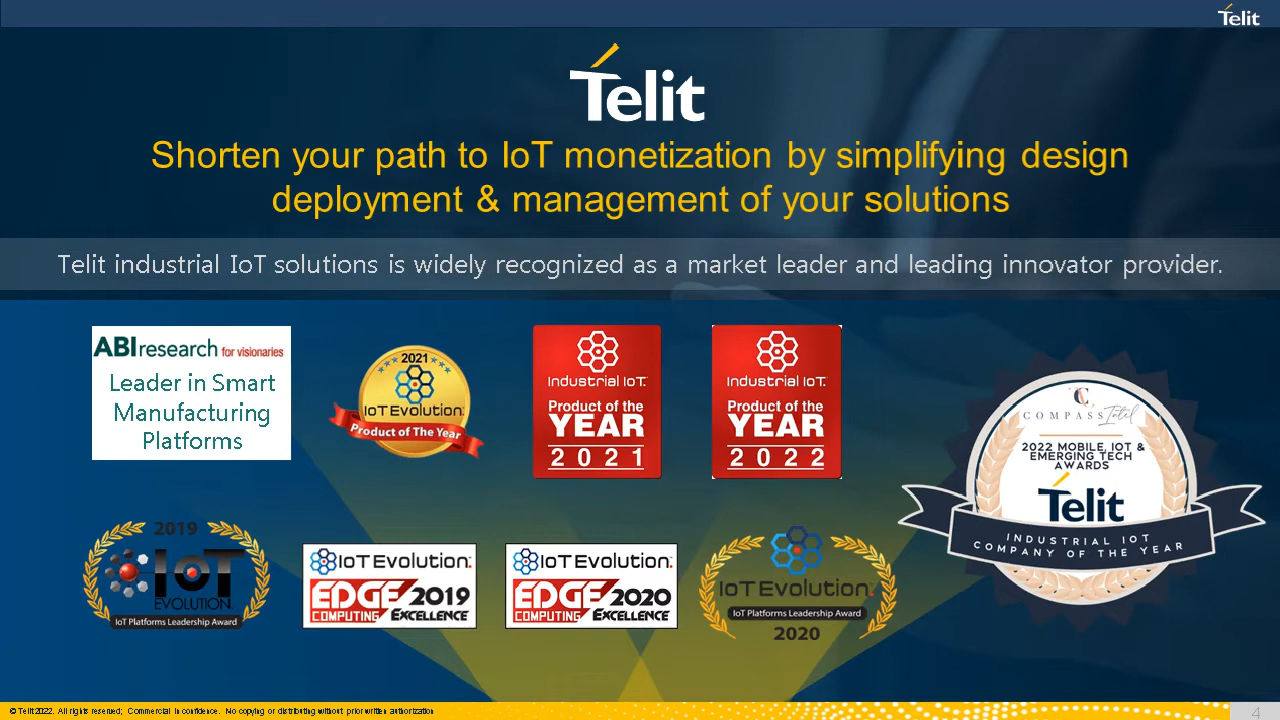 Telit
Telit
Shorten your path to IoT monetization by simplifying design
deployment & management of your solutions
Telit industrial IoT solutions is widely recognized as a market leader and leading innovator provider.
ABI research for visionaries
Leader in Smart
Manufacturing
Platforms
2021
IoT Evolution
Product of The Year
Industrial IoT
Product of the
YEAR
2021
Industrial IoT
Product of the
YEAR
2022
C
COMPASS Intel
2022 MOBILE, IOT &
EMERGING TECH
AWARDS
Telit
INDUSTRIAL IOT
COMPANY OF THE YEAR
2019
IoT
EVOLUTION
IoT Platforms Leadership Award
IoT Evolution
EDGE 2019
COMPUTING EXCELLENCE
IoT Evolution
EDGE 2020
COMPUTING EXCELLENCE
IoT Evolution
IoT Platforms Leadership Award
2020
© Telit 2022. All rights reserved; Commercial in confidence. No copying or distributing without prior written authorization
4